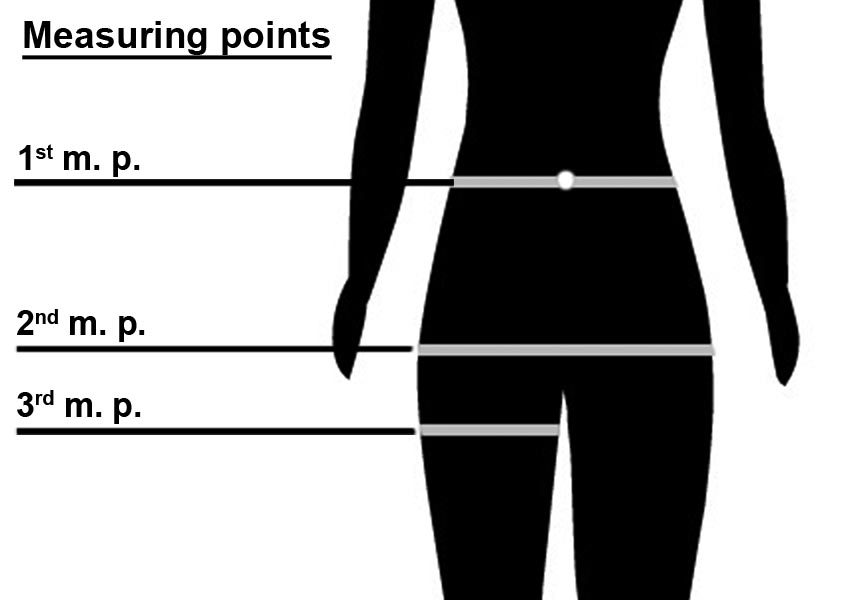 Measuring points
1st m. p.
2nd m. p.
3rd m. p.